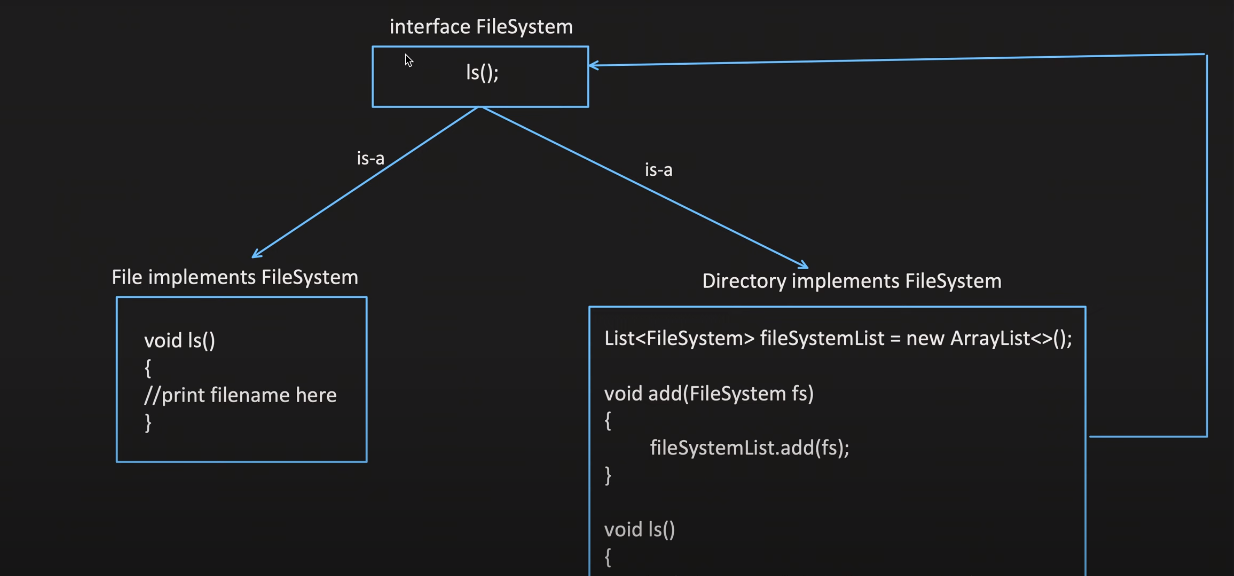 interface FileSystem
ls();
is-a
is-a
File implements FileSystem
void ls()
{
//print filename here
}
Directory implements FileSystem
List<FileSystem> fileSystemList = new ArrayList<>();
void add(FileSystem fs)
{
fileSystemList.add(fs);
}
void ls()
{